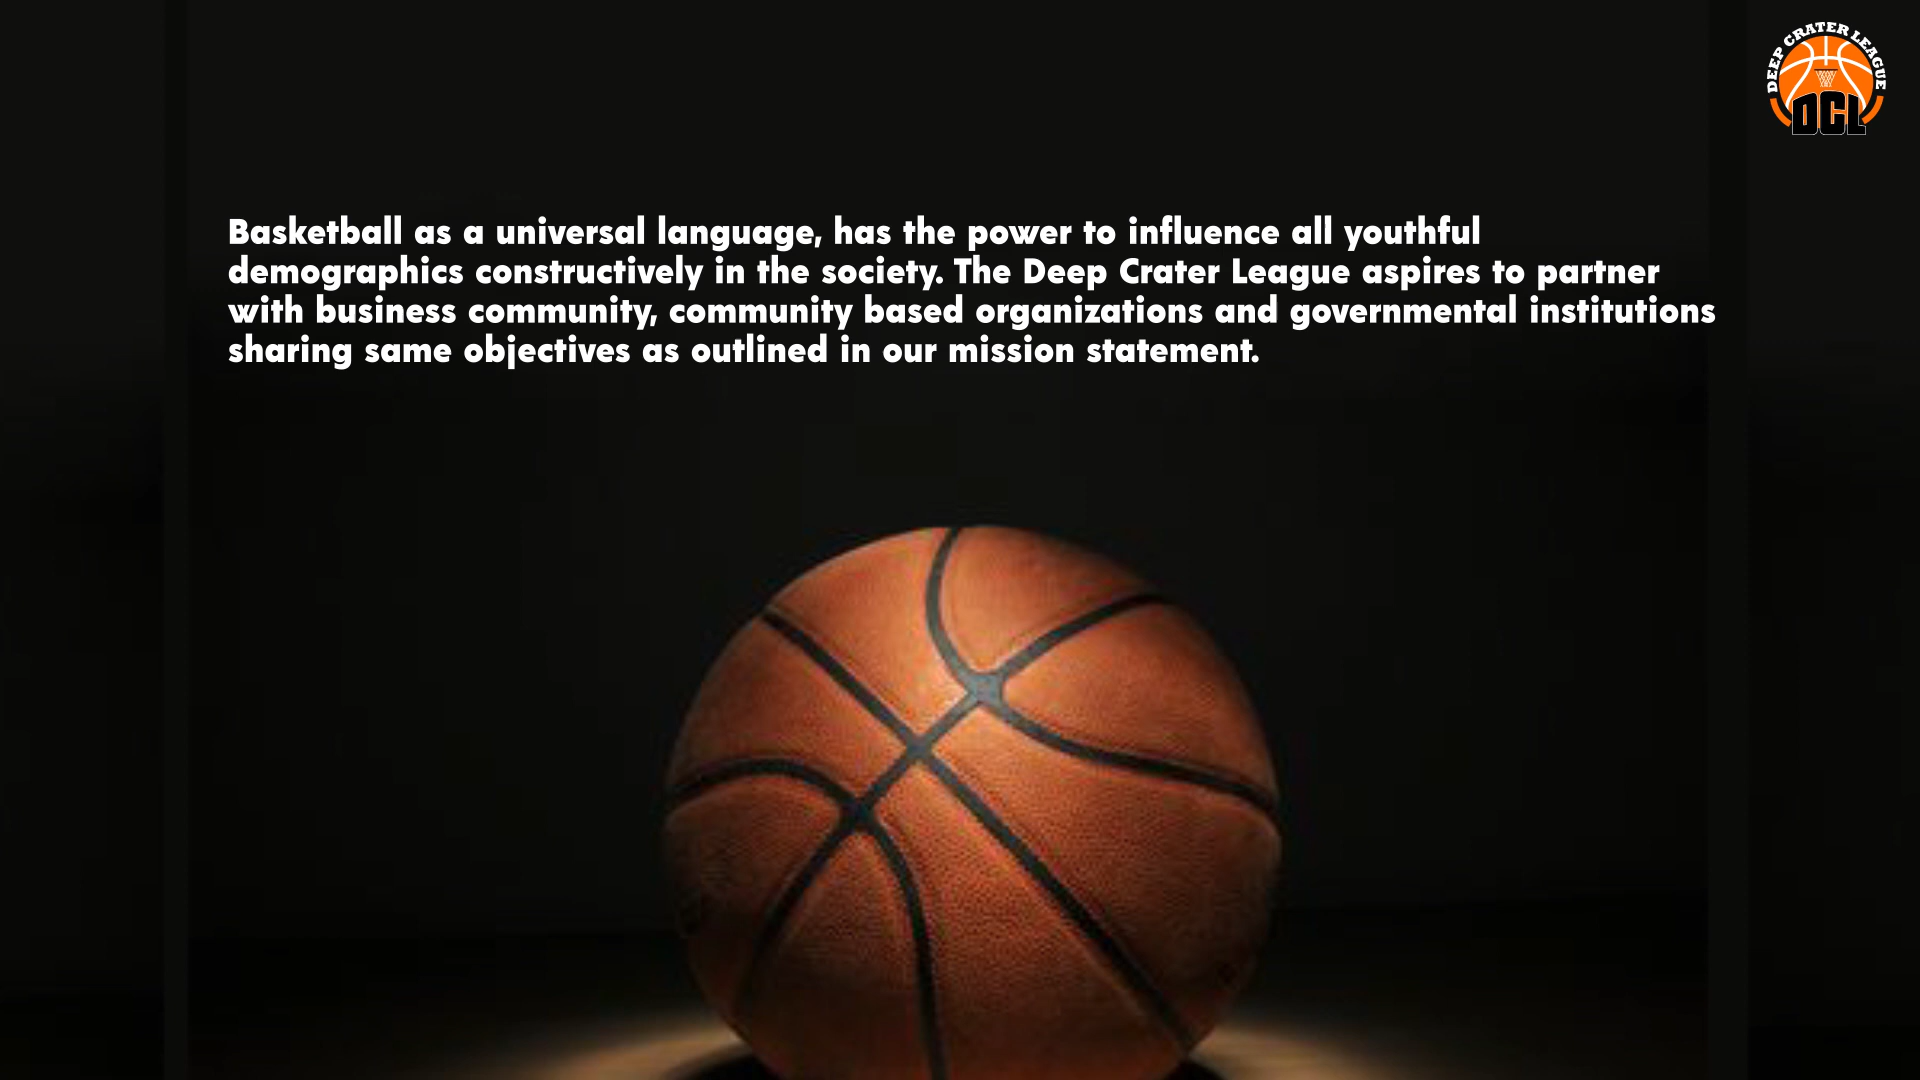 DEEP CRATER LEAGUE
DCL
Basketball as a universal language, has the power to influence all youthful
demographics constructively in the society. The Deep Crater League aspires to partner
with business community, community based organizations and governmental institutions
sharing same objectives as outlined in our mission statement.